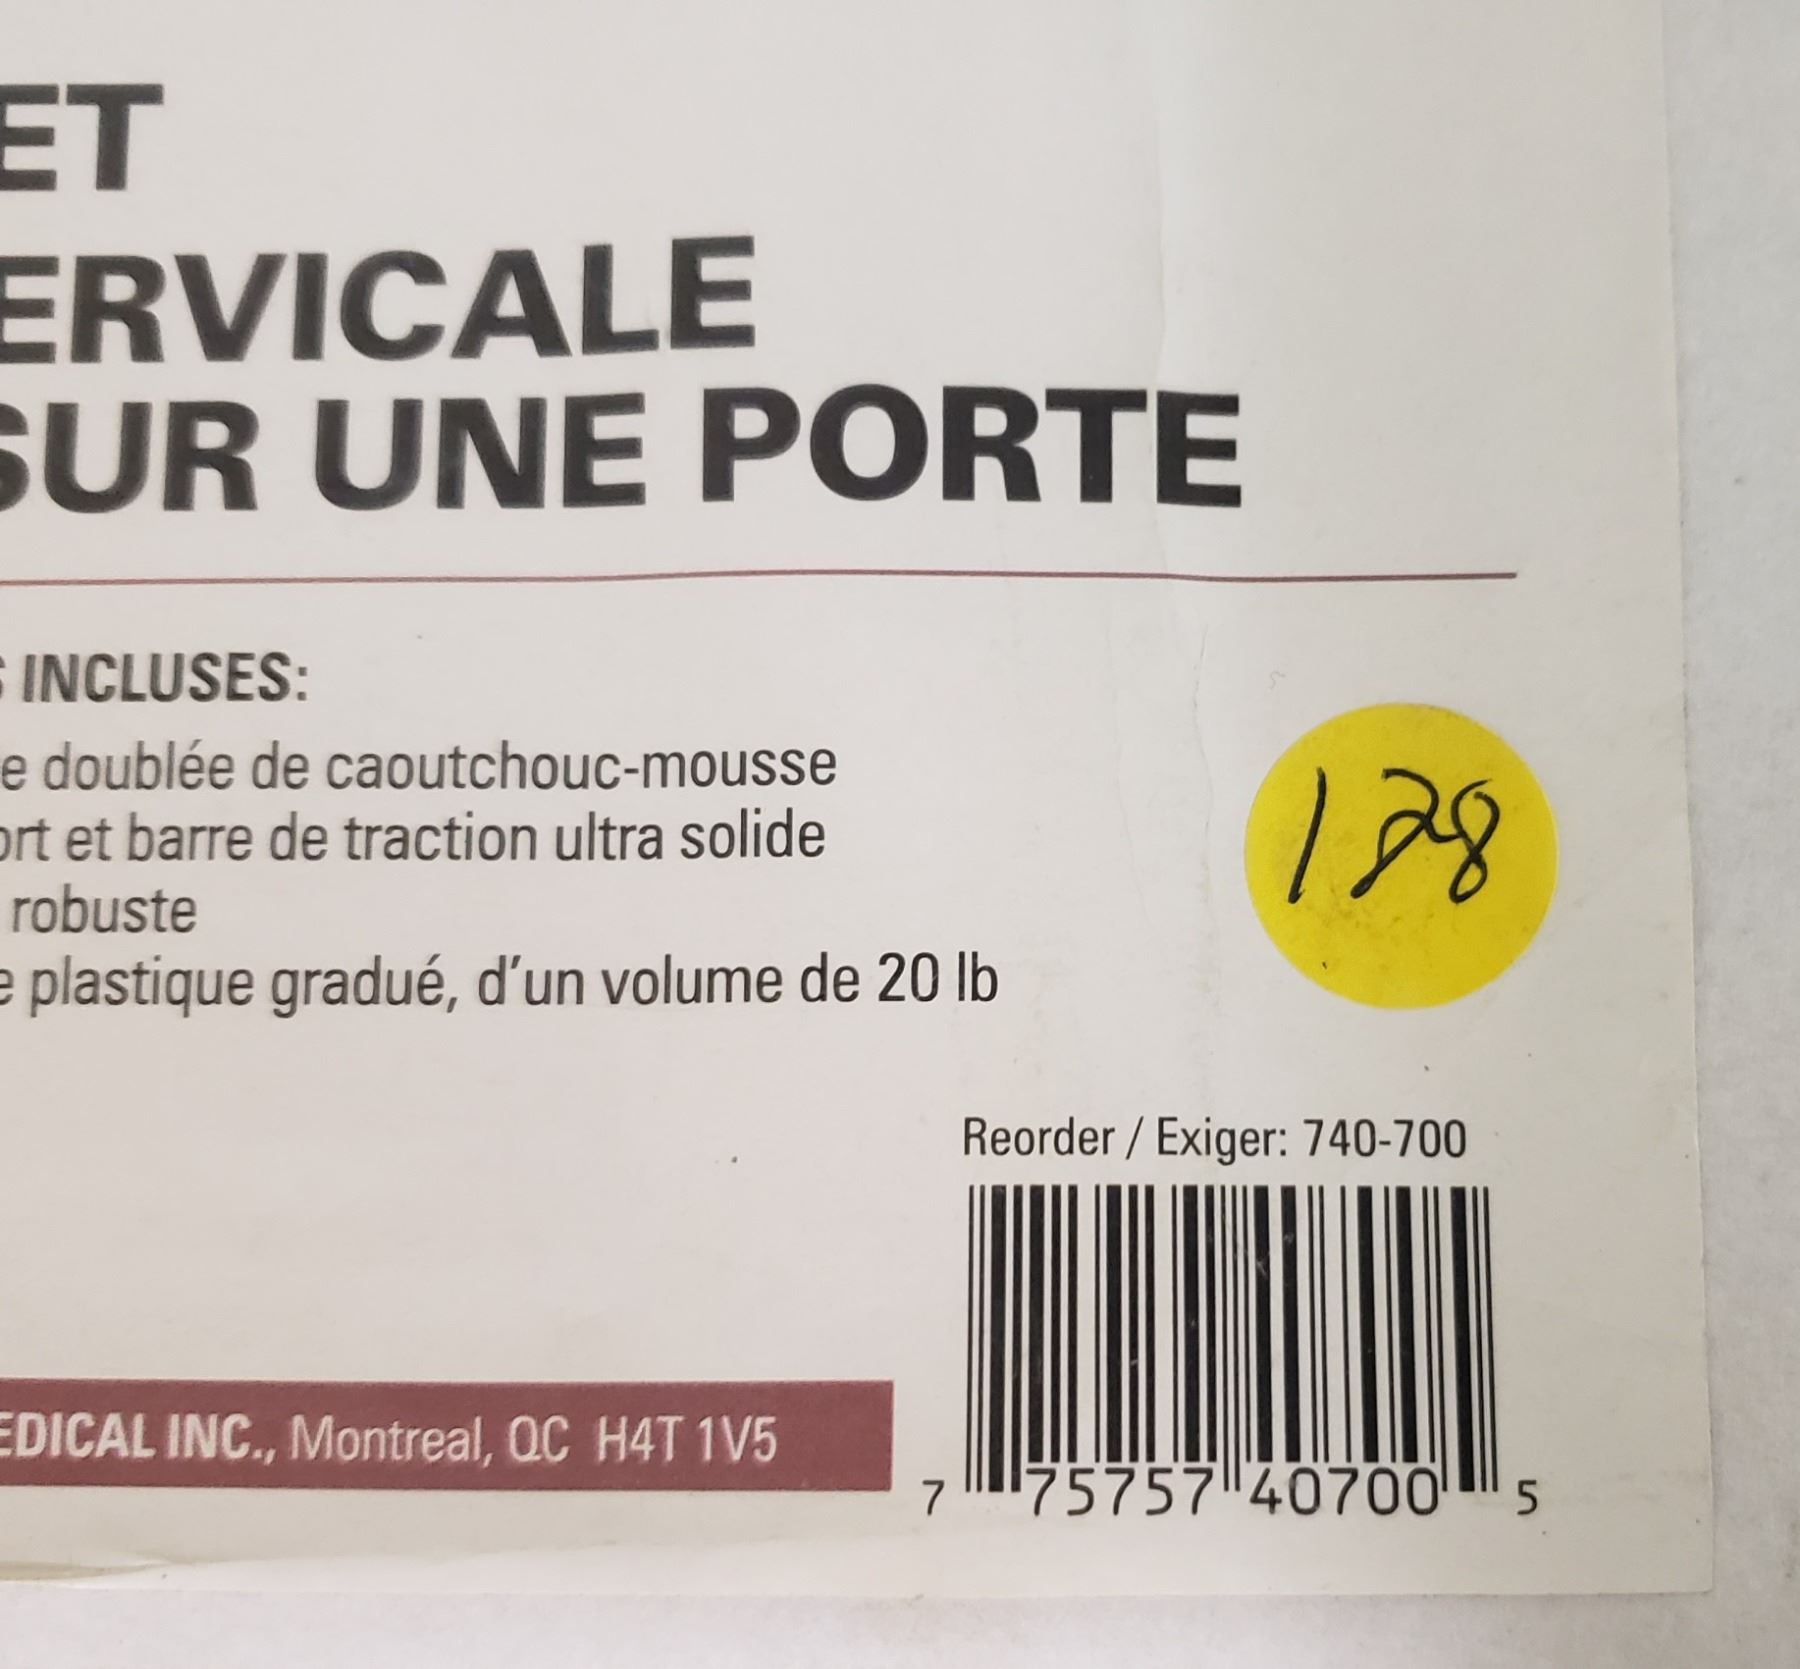 ET
ERVICALE
SUR UNE PORTE
INCLUSES:
e doublée de caoutchouc-mousse
ort et barre de traction ultra solide
robuste
e plastique gradué, d'un volume de 20 lb
128
Reorder / Exiger: 740-700
7 75757 40700 5
EDICAL INC., Montreal, QC H4T 1V5